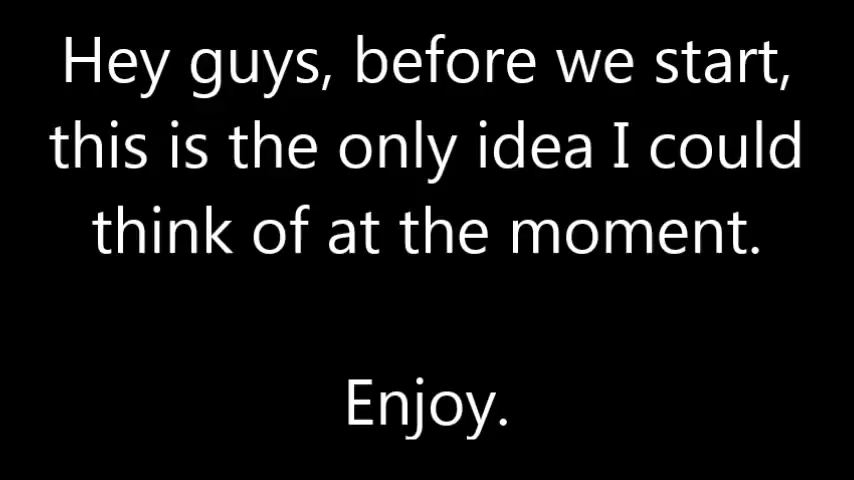 Hey guys, before we start,
this is the only idea I could
think of at the moment.
Enjoy.